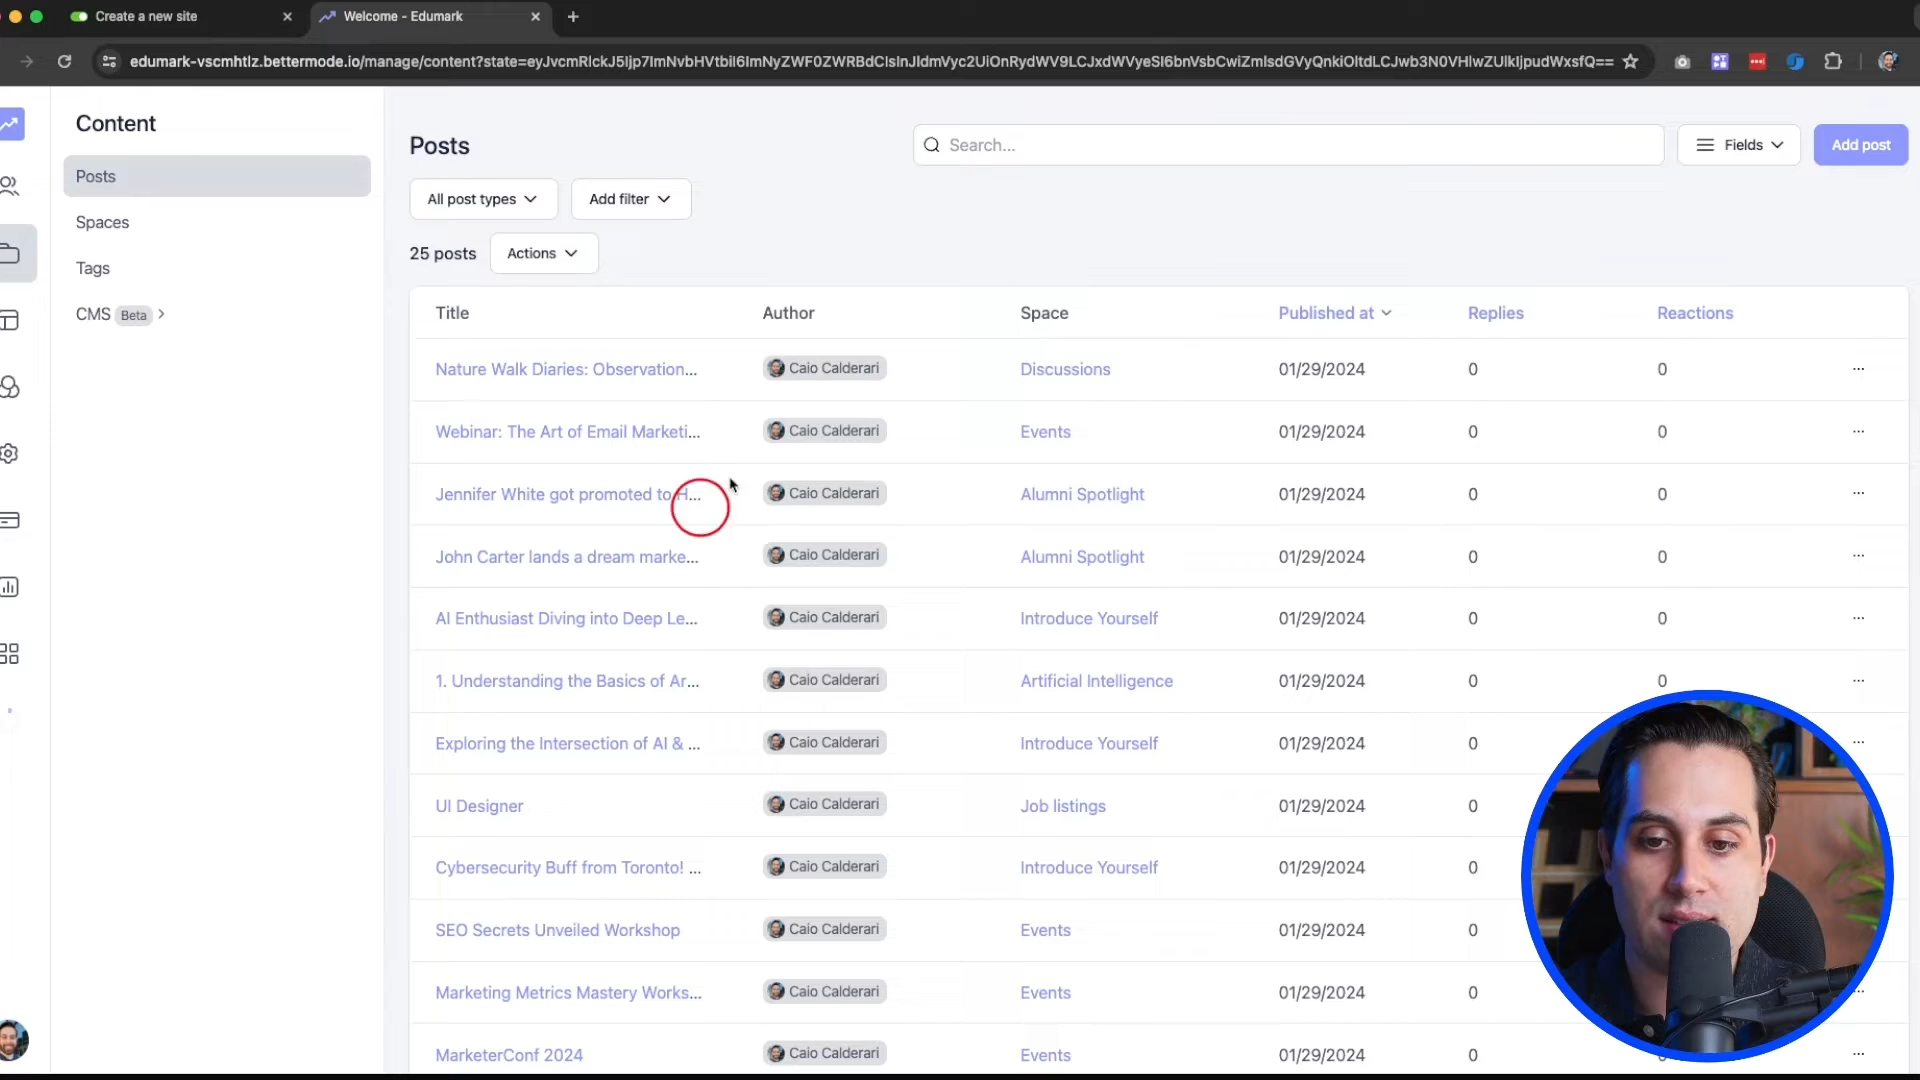 Create a new site
Welcome - Edumark
edumark-vscmhtlz.bettermode.io/manage/content?state=eyJvcmRlckJ5Ijp7ImNvbHVtbiI6ImNyZWF0ZWRBdCIsInJldmVyc2UiOnRydWV9LCJxdWVyeSI6bnVsbCwiZmlsdGVyQnkiOltdLCJwb3N0VHlwZUlkIjpudWxsfQ==
Content
Posts
Spaces
Tags
CMS Beta
Posts
Search...
Fields
Add post
All post types
Add filter
25 posts
Actions
Title Author Space Published at Replies Reactions
Nature Walk Diaries: Observation... Caio Calderari Discussions 01/29/2024 0 0 ...
Webinar: The Art of Email Marketi... Caio Calderari Events 01/29/2024 0 0 ...
Jennifer White got promoted to H... Caio Calderari Alumni Spotlight 01/29/2024 0 0 ...
John Carter lands a dream marke... Caio Calderari Alumni Spotlight 01/29/2024 0 0 ...
AI Enthusiast Diving into Deep Le... Caio Calderari Introduce Yourself 01/29/2024 0 0 ...
1. Understanding the Basics of Ar... Caio Calderari Artificial Intelligence 01/29/2024 0 0 ...
Exploring the Intersection of AI & ... Caio Calderari Introduce Yourself 01/29/2024 0 ...
UI Designer Caio Calderari Job listings 01/29/2024 0
Cybersecurity Buff from Toronto! ... Caio Calderari Introduce Yourself 01/29/2024 0
SEO Secrets Unveiled Workshop Caio Calderari Events 01/29/2024 0
Marketing Metrics Mastery Works... Caio Calderari Events 01/29/2024 0
MarketerConf 2024 Caio Calderari Events 01/29/2024 0 ...